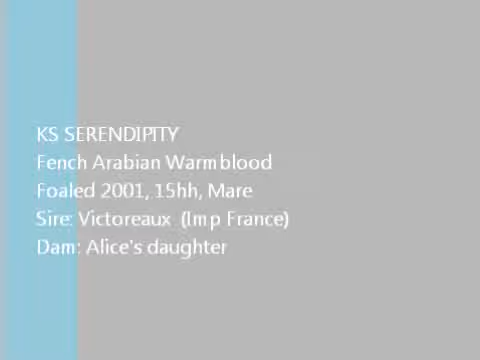 KS SERENDIPITY
Fench Arabian Warmblood
Foaled 2001, 15hh, Mare
Sire: Victoreaux (Imp France)
Dam: Alice's daughter